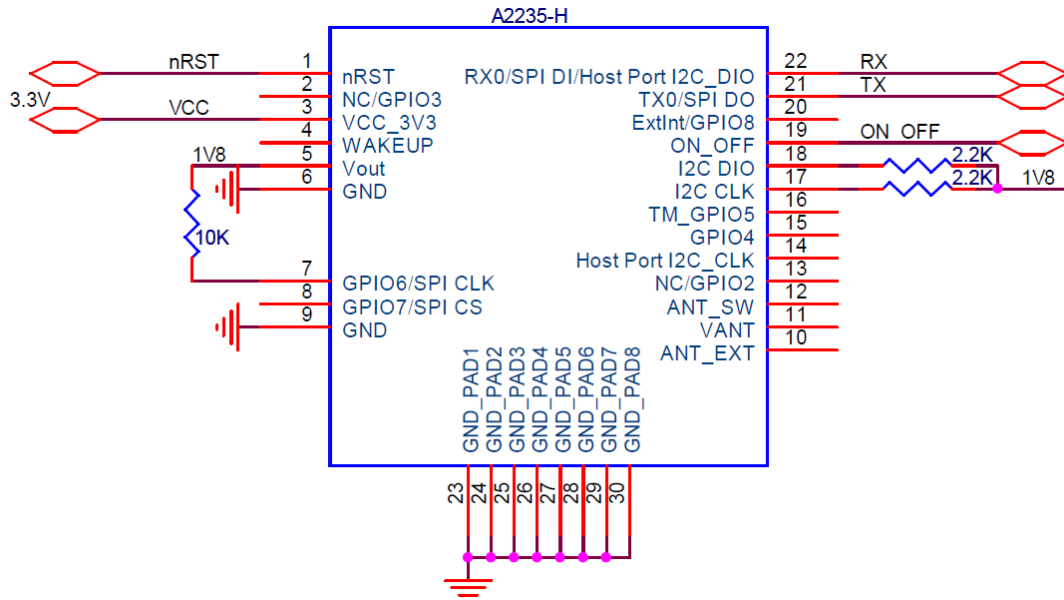 A2235-H
nRST
3.3V
VCC
1V8
10K
1 nRST
2 NC/GPIO3
3 VCC_3V3
4 WAKEUP
5 Vout
6 GND
7 GPIO6/SPI CLK
8 GPIO7/SPI CS
9 GND
RX0/SPI DI/Host Port I2C_DIO 22 RX
TX0/SPI DO 21 TX
ExtInt/GPIO8 20
ON_OFF 19 ON_OFF
I2C DIO 18 2.2K
I2C CLK 17 2.2K 1V8
TM_GPIO5 16
GPIO4 15
Host Port I2C_CLK 14
NC/GPIO2 13
ANT_SW 12
VANT 11
ANT_EXT 10
GND_PAD1 23
GND_PAD2 24
GND_PAD3 25
GND_PAD4 26
GND_PAD5 27
GND_PAD6 28
GND_PAD7 29
GND_PAD8 30